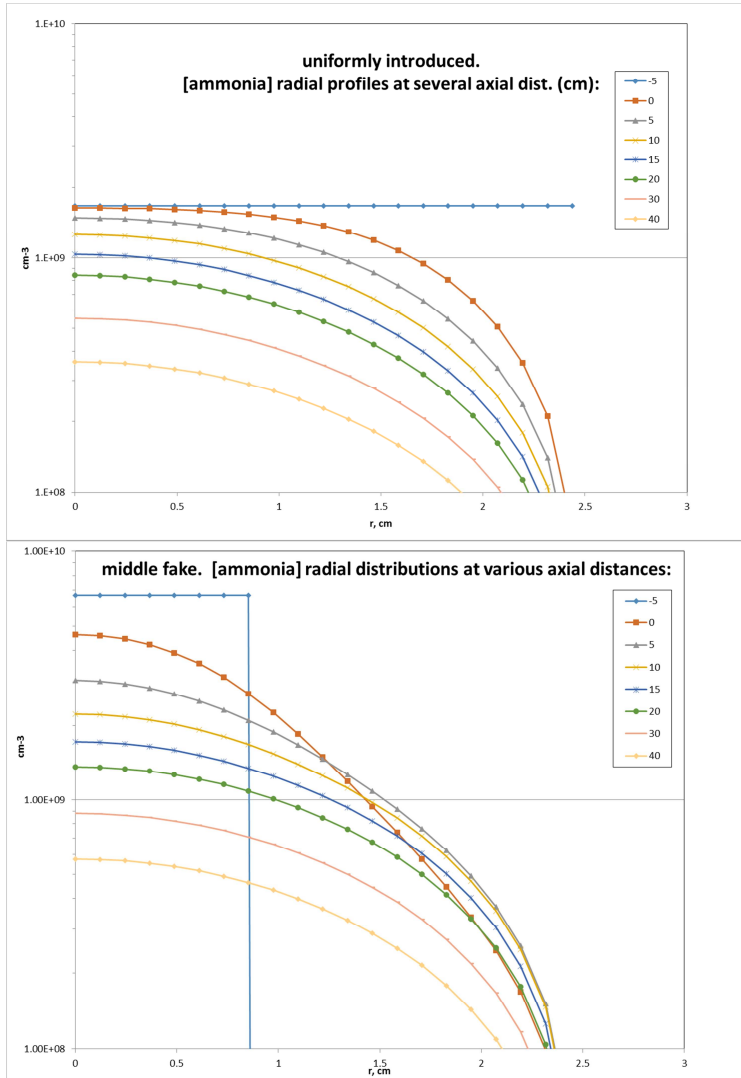 1.E+10
uniformly introduced.
[ammonia] radial profiles at several axial dist. (cm):
-5
0
5
10
15
20
30
40
cm-3
1.E+09
1.E+08
0
0.5
1
1.5
2
2.5
3
r, cm
1.00E+10
middle fake. [ammonia] radial distributions at various axial distances:
-5
0
5
10
15
20
30
40
cm-3
1.00E+09
1.00E+08
0
0.5
1
1.5
2
2.5
3
r, cm